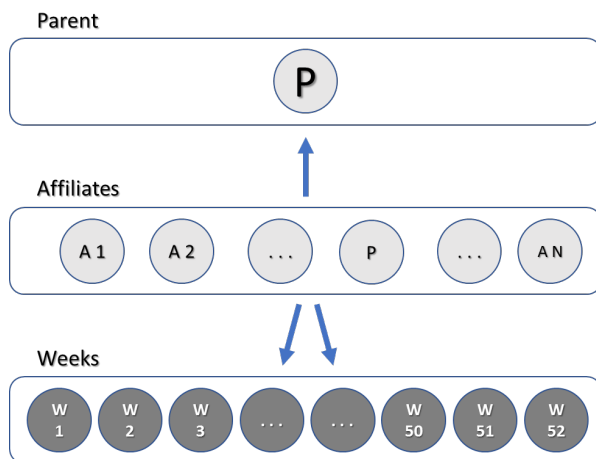 Parent
P
Affiliates
A 1
A 2
. . .
P
. . .
A N
Weeks
W
1
W
2
W
3
. . .
. . .
W
50
W
51
W
52